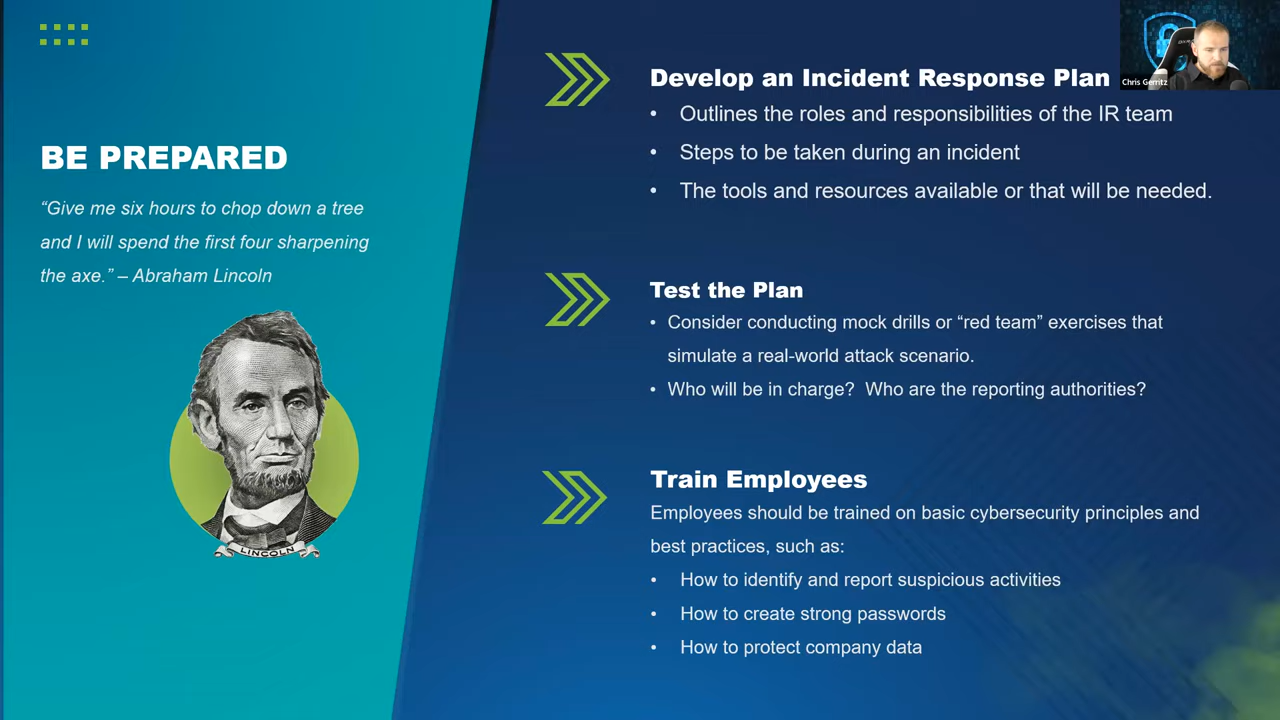 BE PREPARED
“Give me six hours to chop down a tree
and I will spend the first four sharpening
the axe.” – Abraham Lincoln
LINCOLN
Develop an Incident Response Plan
• Outlines the roles and responsibilities of the IR team
• Steps to be taken during an incident
• The tools and resources available or that will be needed.
Test the Plan
• Consider conducting mock drills or “red team” exercises that
simulate a real-world attack scenario.
• Who will be in charge?  Who are the reporting authorities?
Train Employees
Employees should be trained on basic cybersecurity principles and
best practices, such as:
• How to identify and report suspicious activities
• How to create strong passwords
• How to protect company data
Chris Gerritz